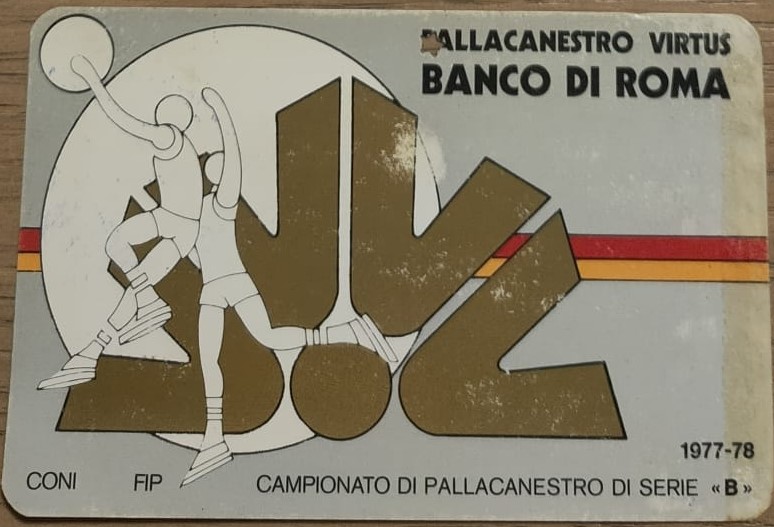 PALLACANESTRO VIRTUS
BANCO DI ROMA
1977-78
CONI FIP CAMPIONATO DI PALLACANESTRO DI SERIE «B»